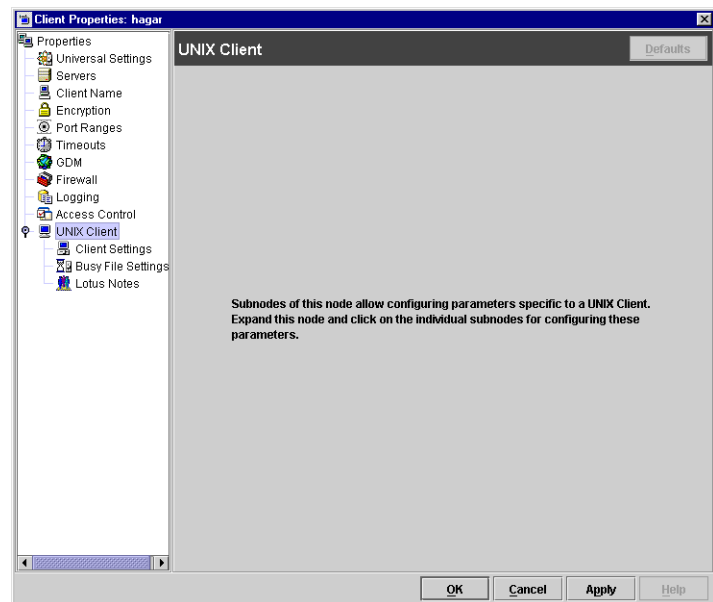 Client Properties: hagar
Properties
Universal Settings
Servers
Client Name
Encryption
Port Ranges
Timeouts
GDM
Firewall
Logging
Access Control
UNIX Client
Client Settings
Busy File Settings
Lotus Notes
UNIX Client
Defaults
Subnodes of this node allow configuring parameters specific to a UNIX Client.
Expand this node and click on the individual subnodes for configuring these
parameters.
OK
Cancel
Apply
Help